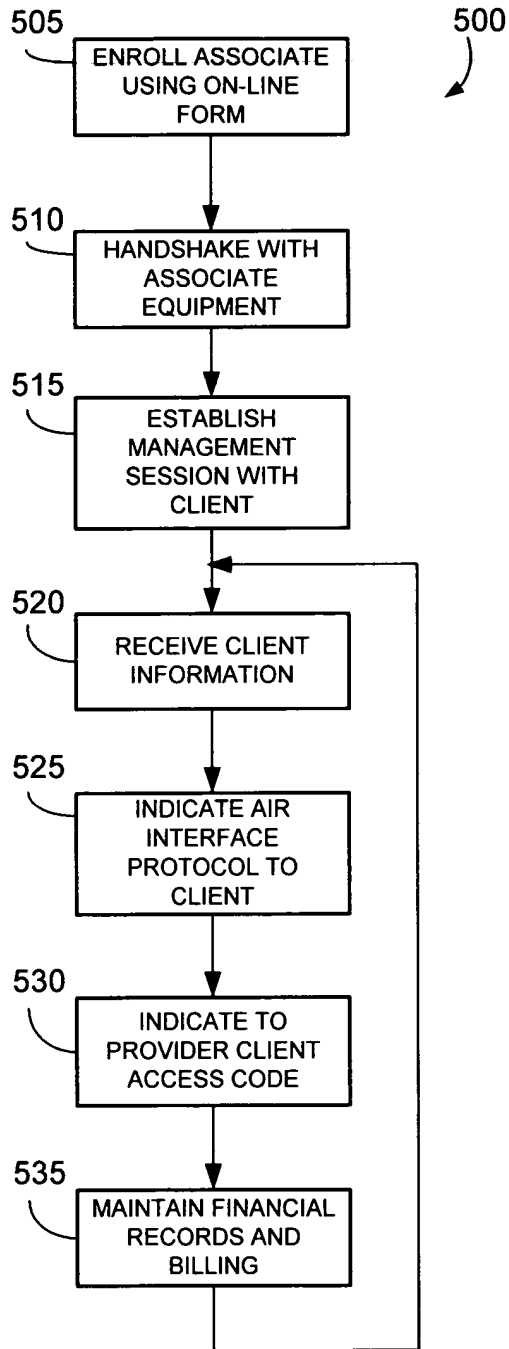 505
500
ENROLL ASSOCIATE
USING ON-LINE
FORM
510
HANDSHAKE WITH
ASSOCIATE
EQUIPMENT
515
ESTABLISH
MANAGEMENT
SESSION WITH
CLIENT
520
RECEIVE CLIENT
INFORMATION
525
INDICATE AIR
INTERFACE
PROTOCOL TO
CLIENT
530
INDICATE TO
PROVIDER CLIENT
ACCESS CODE
535
MAINTAIN FINANCIAL
RECORDS AND
BILLING